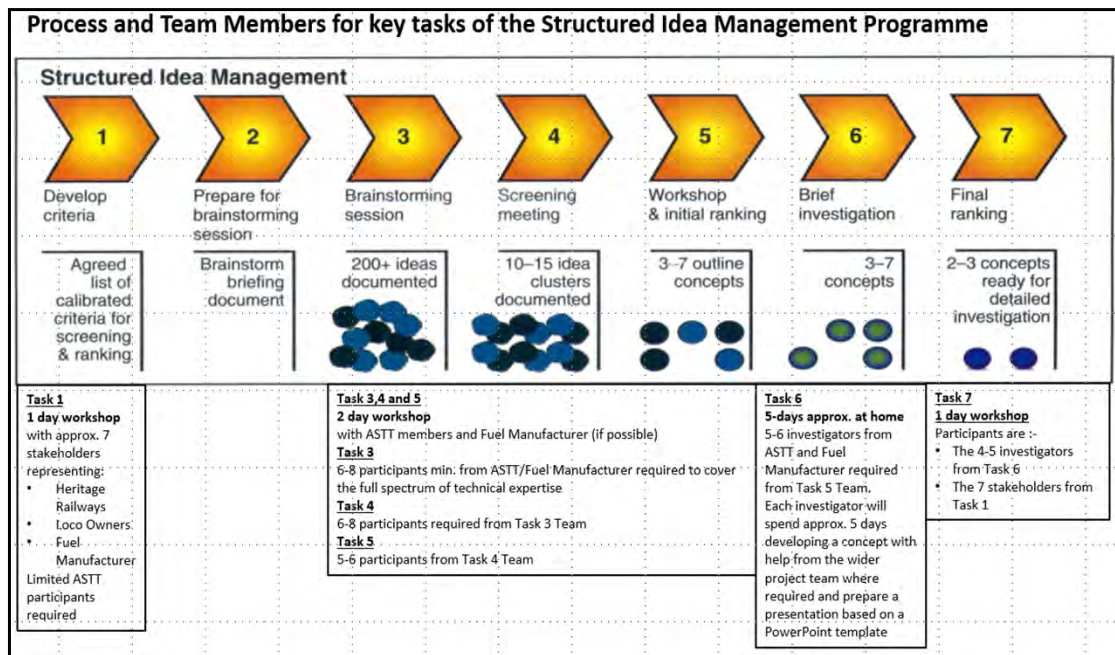 Process and Team Members for key tasks of the Structured Idea Management Programme
Structured Idea Management
1
2
3
4
5
6
7
Develop
criteria
Prepare for
brainstorming
session
Brainstorming
session
Screening
meeting
Workshop
& initial ranking
Brief
investigation
Final
ranking
Agreed
list of
calibrated
criteria for
screening
& ranking
Brainstorm
briefing
document
200+ ideas
documented
10–15 idea
clusters
documented
3–7 outline
concepts
3–7
concepts
2–3 concepts
ready for
detailed
investigation
Task 1
1 day workshop
with approx. 7
stakeholders
representing:
• Heritage
Railways
• Loco Owners
• Fuel
Manufacturer
Limited ASTT
participants
required
Task 3,4 and 5
2 day workshop
with ASTT members and Fuel Manufacturer (if possible)
Task 3
6-8 participants min. from ASTT/Fuel Manufacturer required to cover
the full spectrum of technical expertise
Task 4
6-8 participants required from Task 3 Team
Task 5
5-6 participants from Task 4 Team
Task 6
5-days approx. at home
5-6 investigators from
ASTT and Fuel
Manufacturer required
from Task 5 Team.
Each investigator will
spend approx. 5 days
developing a concept with
help from the wider
project team where
required and prepare a
presentation based on a
PowerPoint template
Task 7
1 day workshop
Participants are :-
• The 4-5 investigators
from Task 6
• The 7 stakeholders from
Task 1